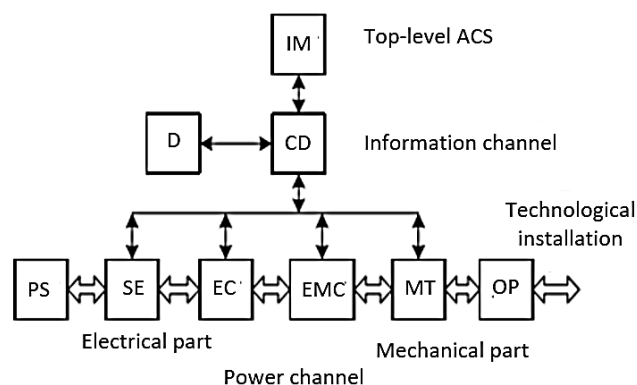 IM
Top-level ACS
D
CD
Information channel
Technological
installation
PS
SE
EC
EMC
MT
OP
Electrical part
Mechanical part
Power channel